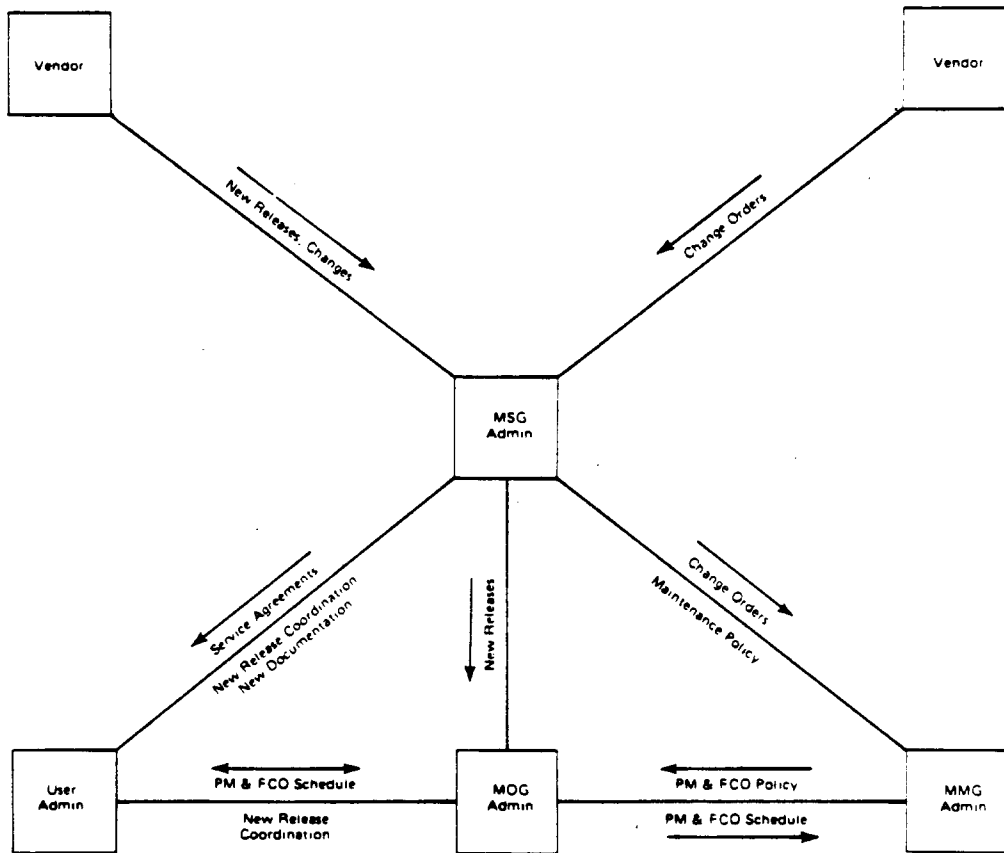 Vendor
Vendor
New Releases, Changes
Change Orders
MSG
Admin
Service Agreements
New Release Coordination
New Documentation
New Releases
Change Orders
Maintenance Policy
User
Admin
PM & FCO Schedule
New Release
Coordination
MOG
Admin
PM & FCO Policy
PM & FCO Schedule
MMG
Admin